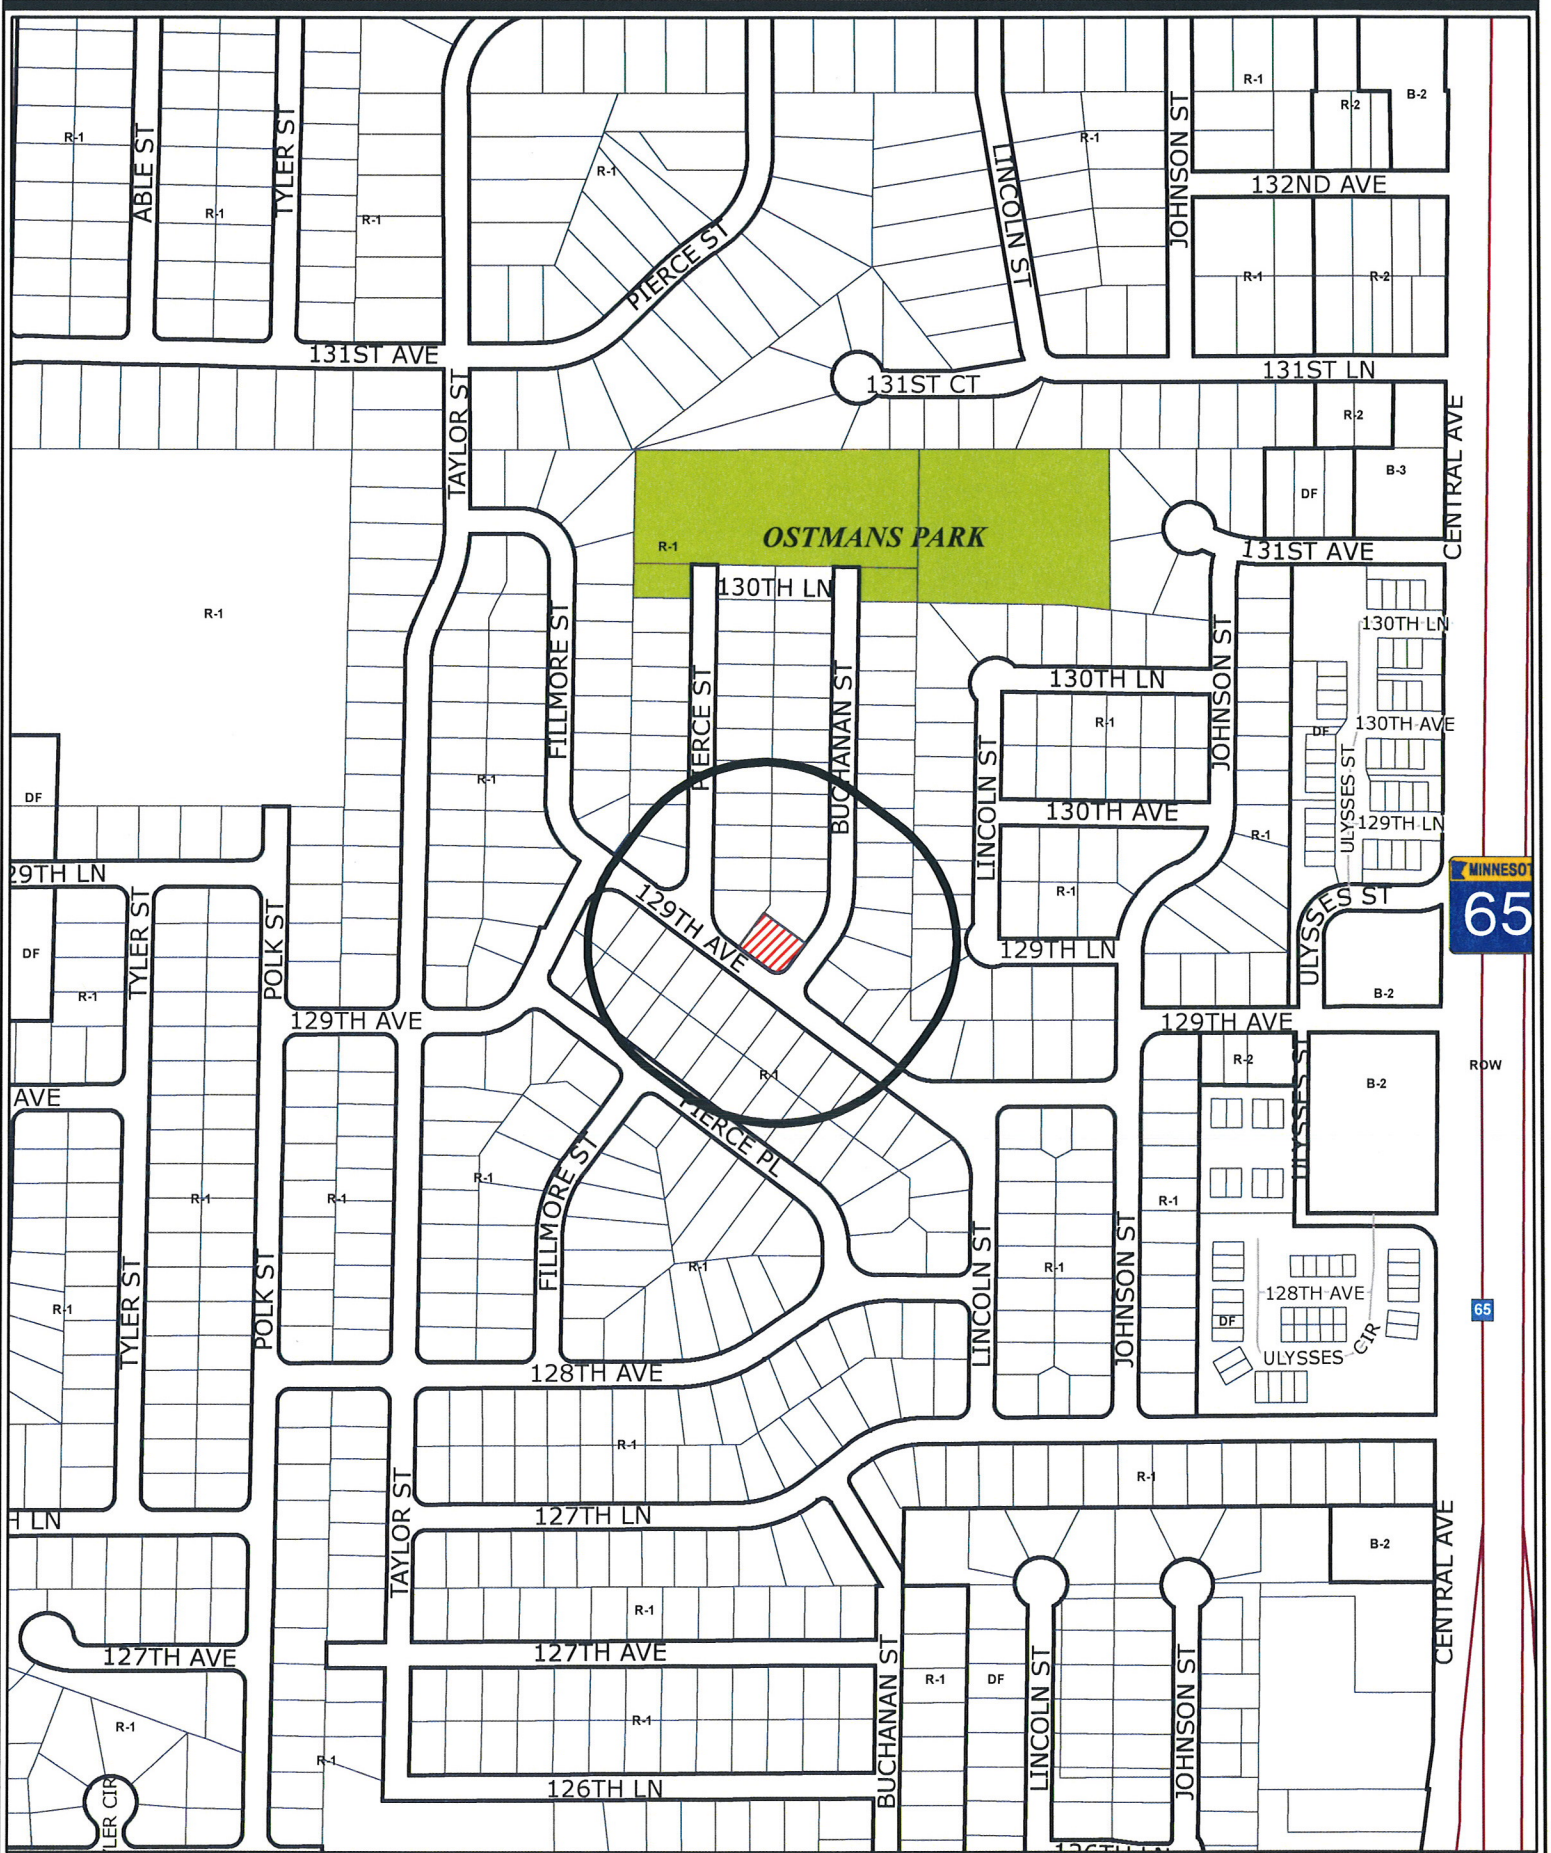 R-1
R-2
B-2
R-1
ABLE ST
TYLER ST
R-1
LINCOLN ST
JOHNSON ST
R-1
132ND AVE
R-1
R-1
PIERCE ST
R-1
R-2
131ST AVE
131ST CT
131ST LN
TAYLOR ST
R-2
CENTRAL AVE
B-3
DF
OSTMANS PARK
R-1
131ST AVE
130TH LN
R-1
FILLMORE ST
PIERCE ST
BUCHANAN ST
130TH LN
JOHNSON ST
130TH LN
R-1
130TH AVE
DF
ULYSSES ST
R-1
LINCOLN ST
DF
130TH AVE
129TH LN
R-1
29TH LN
129TH AVE
R-1
ULYSSES ST
MINNESOT
65
TYLER ST
POLK ST
DF
129TH LN
R-1
B-2
129TH AVE
129TH AVE
R-2
ULYSSES ST
B-2
ROW
R-1
AVE
PIERCE PL
FILLMORE ST
R-1
R-1
R-1
R-1
TYLER ST
POLK ST
R-1
LINCOLN ST
R-1
JOHNSON ST
R-1
128TH AVE
65
DF
ULYSSES CIR
128TH AVE
R-1
R-1
TAYLOR ST
127TH LN
H LN
B-2
CENTRAL AVE
R-1
127TH AVE
127TH AVE
BUCHANAN ST
R-1
DF
LINCOLN ST
JOHNSON ST
R-1
R-1
R-1
126TH LN
LER CIR